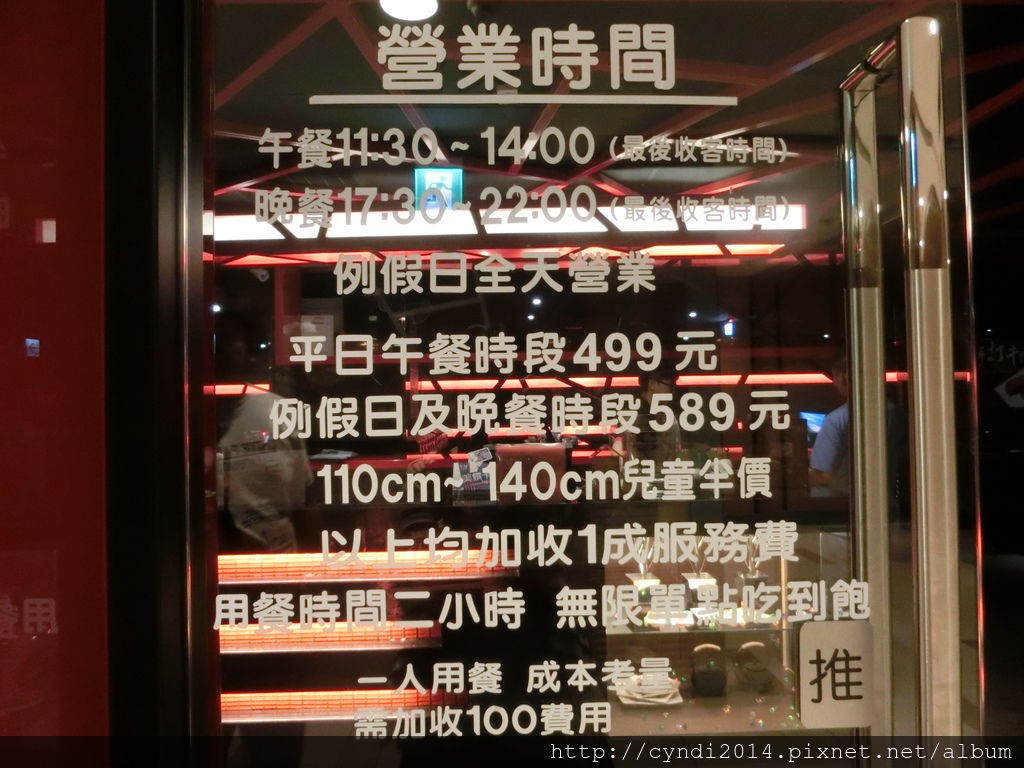 營業時間
午餐11:30~14:00(最後收客時間)
晚餐17:30~22:00(最後收客時間)
例假日全天營業
平日午餐時段499元
例假日及晚餐時段589元
110cm~140cm兒童半價
以上均加收1成服務費
用餐時間二小時 無限單點吃到飽
一人用餐 成本考量
需加收100費用
推
http://cyndi2014.pixnet.net/album